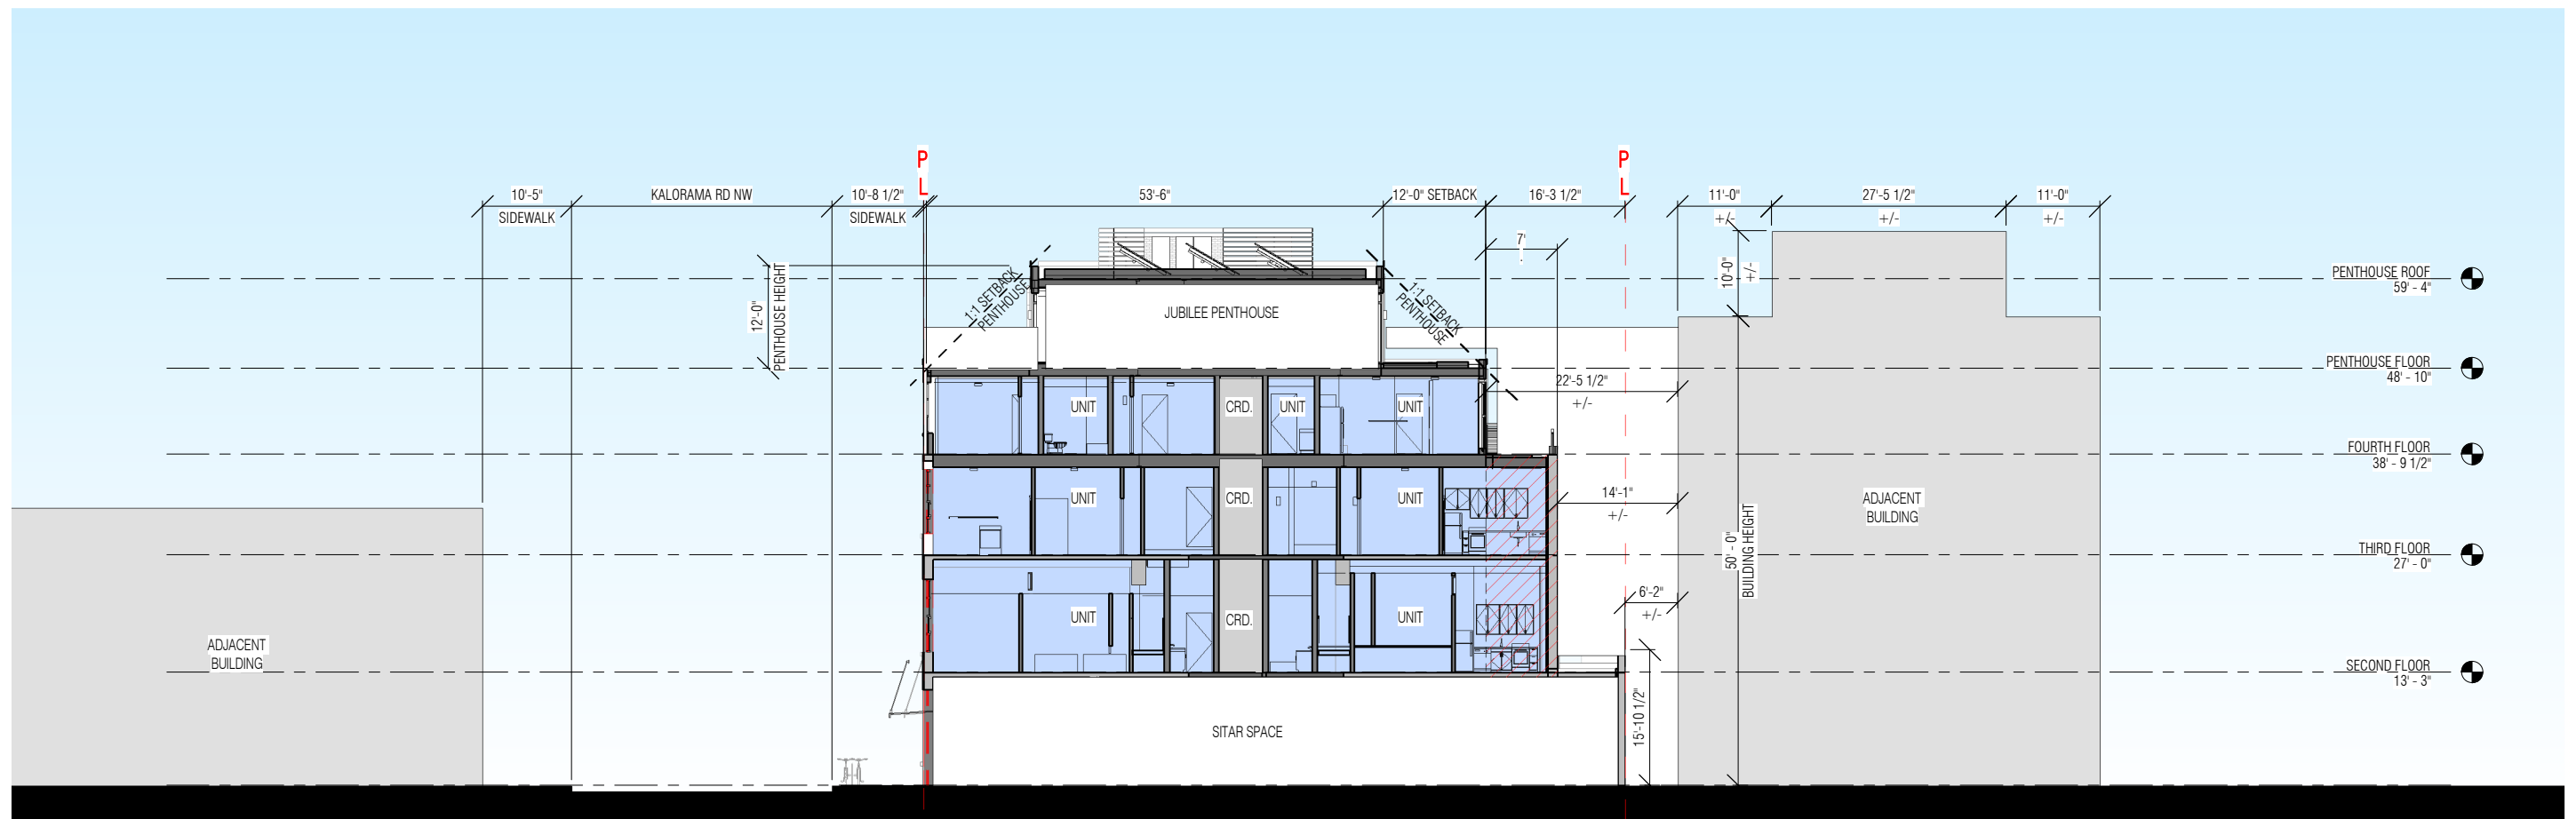 P
L
P
L
10'-5"
SIDEWALK
KALORAMA RD NW
10'-8 1/2"
SIDEWALK
53'-6"
12'-0" SETBACK
16'-3 1/2"
11'-0"
+/-
27'-5 1/2"
+/-
11'-0"
+/-
7'
10'-0"
+/-
12'-0"
PENTHOUSE HEIGHT
1:1 SETBACK
PENTHOUSE
1:1 SETBACK
PENTHOUSE
JUBILEE PENTHOUSE
PENTHOUSE ROOF
59' - 4"
PENTHOUSE FLOOR
48' - 10"
22'-5 1/2"
+/-
UNIT
CRD.
UNIT
UNIT
FOURTH FLOOR
38' - 9 1/2"
UNIT
CRD.
UNIT
14'-1"
+/-
ADJACENT
BUILDING
50' - 0"
BUILDING HEIGHT
THIRD FLOOR
27' - 0"
UNIT
CRD.
UNIT
6'-2"
+/-
ADJACENT
BUILDING
SECOND FLOOR
13' - 3"
15'-10 1/2"
SITAR SPACE